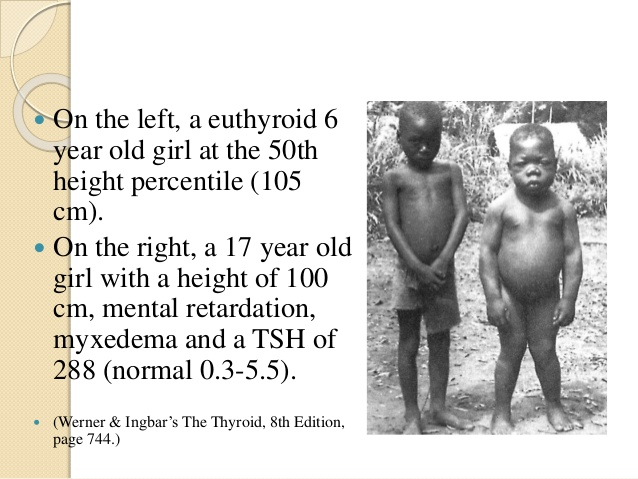 On the left, a euthyroid 6
year old girl at the 50th
height percentile (105
cm).
On the right, a 17 year old
girl with a height of 100
cm, mental retardation,
myxedema and a TSH of
288 (normal 0.3-5.5).
(Werner & Ingbar’s The Thyroid, 8th Edition,
page 744.)